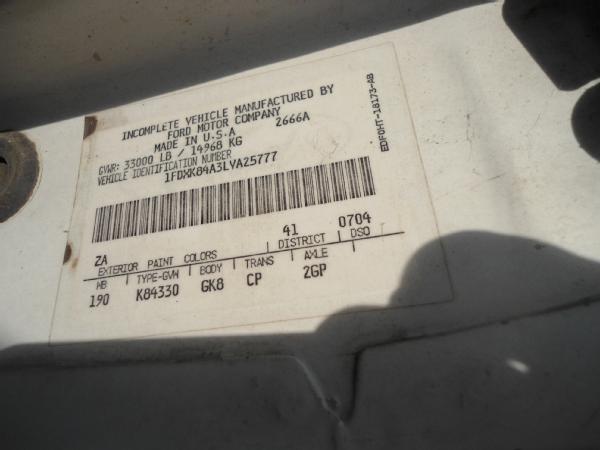 INCOMPLETE VEHICLE MANUFACTURED BY
FORD MOTOR COMPANY
MADE IN U.S.A 2666A
GVWR: 33000 LB / 14968 KG
VEHICLE IDENTIFICATION NUMBER
1FDXK84A3LVA25777
ZA 41 0704
EXTERIOR PAINT COLORS DISTRICT DSO
WB TYPE-GVW BODY TRANS AXLE
190 K84330 GK8 CP 2GP
EOFOHT-18173-AB